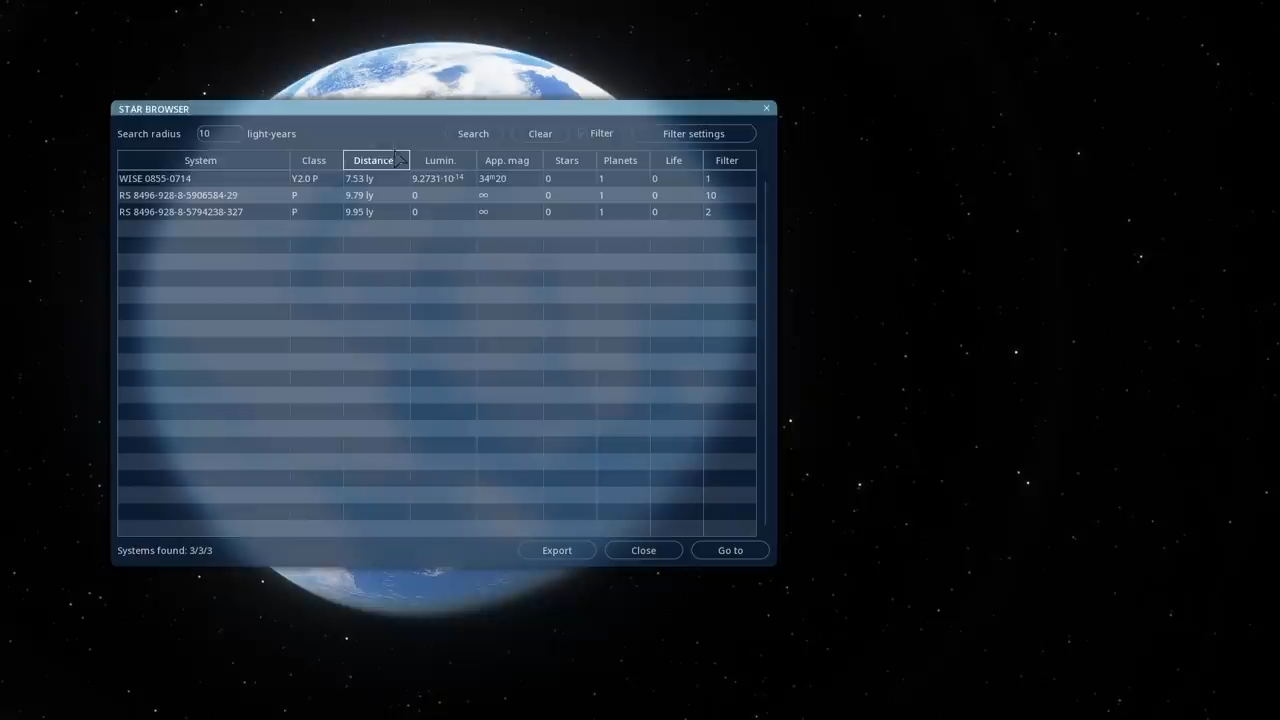 STAR BROWSER
Search radius 10 light-years Search Clear Filter Filter settings
System Class Distance Lumin. App. mag Stars Planets Life Filter
WISE 0855-0714 Y2.0 P 7.53 ly 9.2731·10⁻¹⁴ 34ᵐ20 0 1 0 1
RS 8496-928-8-5906584-29 P 9.79 ly 0 ∞ 0 1 0 10
RS 8496-928-8-5794238-327 P 9.95 ly 0 ∞ 0 1 0 2
Systems found: 3/3/3 Export Close Go to